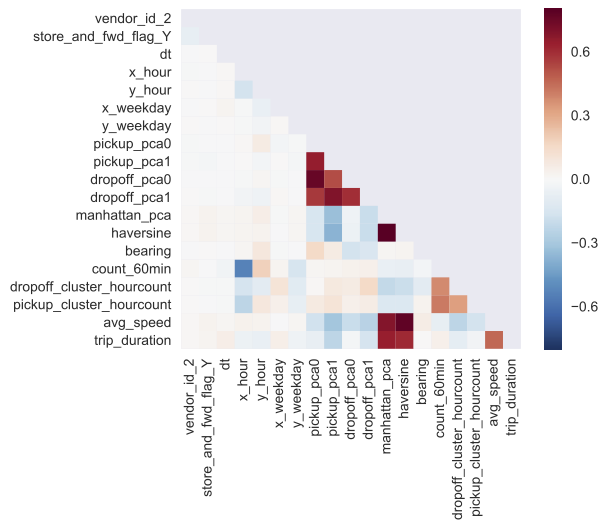 vendor_id_2
store_and_fwd_flag_Y
dt
x_hour
y_hour
x_weekday
y_weekday
pickup_pca0
pickup_pca1
dropoff_pca0
dropoff_pca1
manhattan_pca
haversine
bearing
count_60min
dropoff_cluster_hourcount
pickup_cluster_hourcount
avg_speed
trip_duration
vendor_id_2
store_and_fwd_flag_Y
dt
x_hour
y_hour
x_weekday
y_weekday
pickup_pca0
pickup_pca1
dropoff_pca0
dropoff_pca1
manhattan_pca
haversine
bearing
count_60min
dropoff_cluster_hourcount
pickup_cluster_hourcount
avg_speed
trip_duration
0.6
0.3
0.0
−0.3
−0.6